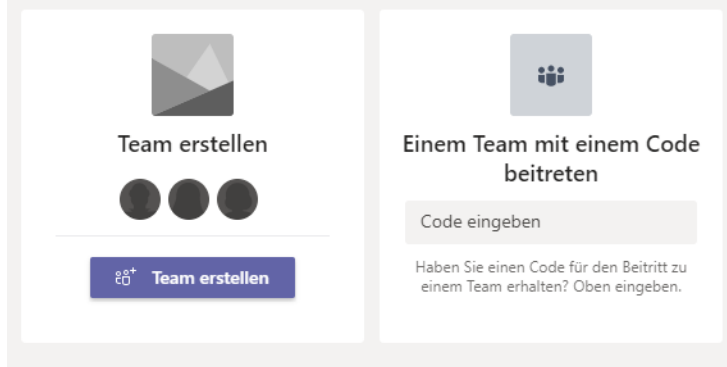 Team erstellen
Team erstellen
Einem Team mit einem Code
beitreten
Code eingeben
Haben Sie einen Code für den Beitritt zu
einem Team erhalten? Oben eingeben.